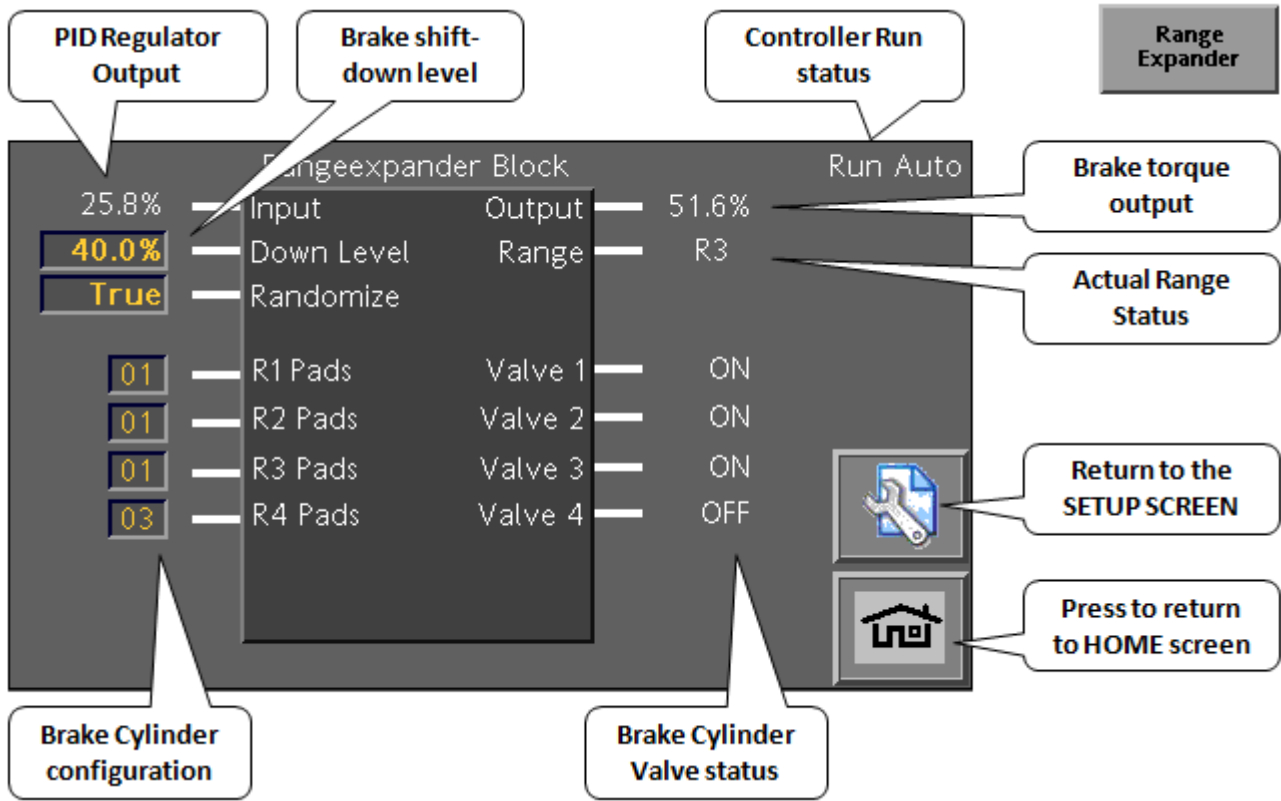 PID Regulator
Output
Brake shift-
down level
Controller Run
status
Range
Expander
Rangeexpander Block
Run Auto
25.8% Input Output 51.6%
40.0% Down Level Range R3
True Randomize
01 R1 Pads Valve 1 ON
01 R2 Pads Valve 2 ON
01 R3 Pads Valve 3 ON
03 R4 Pads Valve 4 OFF
Brake torque
output
Actual Range
Status
Return to the
SETUP SCREEN
Press to return
to HOME screen
Brake Cylinder
configuration
Brake Cylinder
Valve status